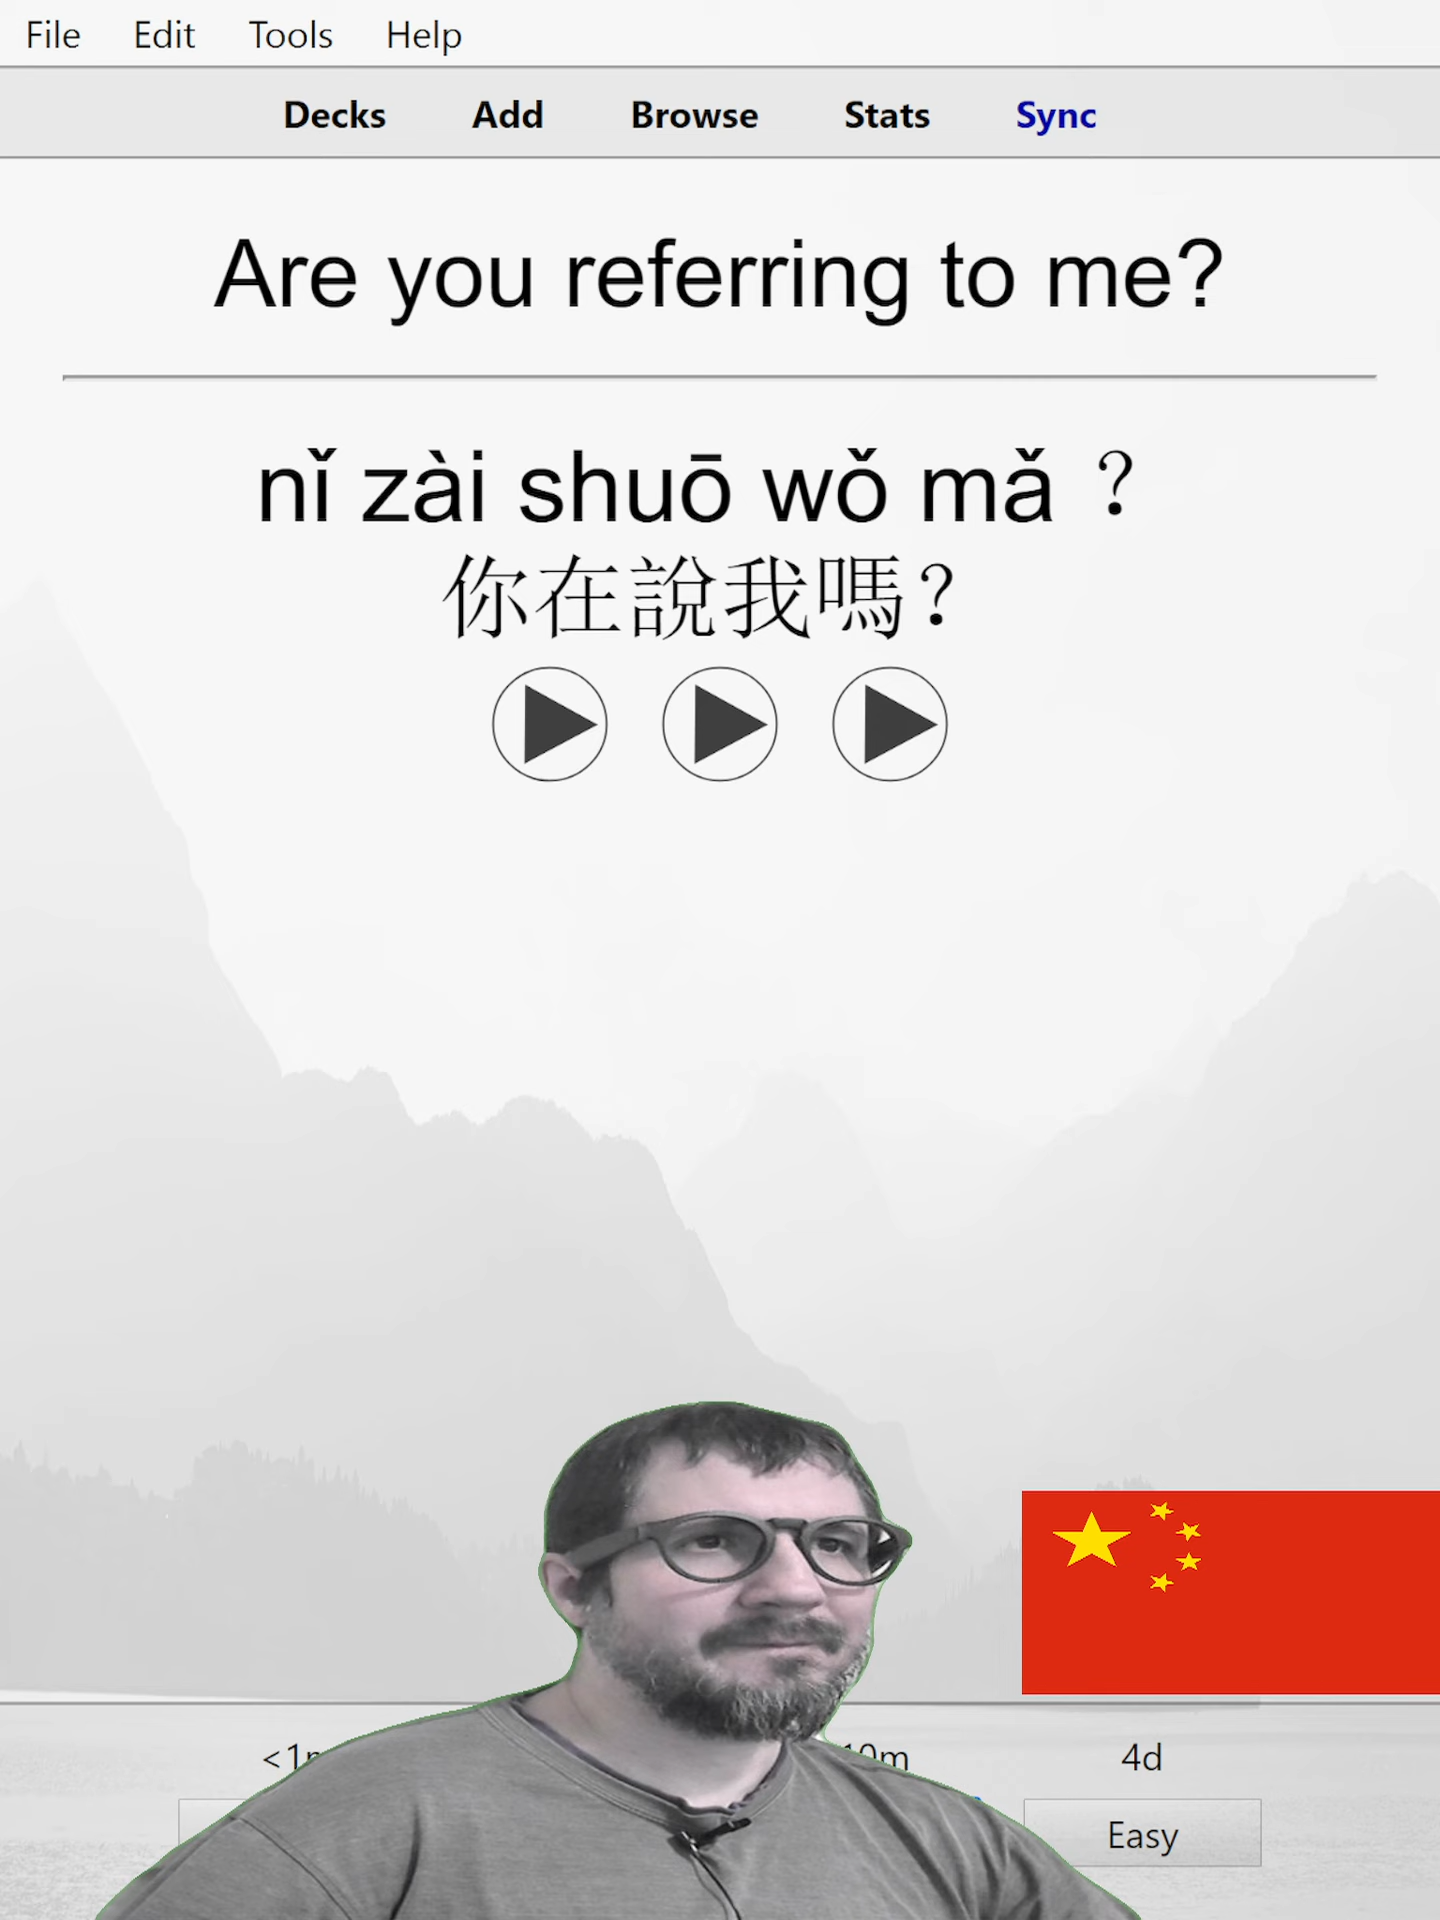 File Edit Tools Help
Decks Add Browse Stats Sync
Are you referring to me?
nǐ zài shuō wǒ mǎ？
你在說我嗎？
4d
Easy